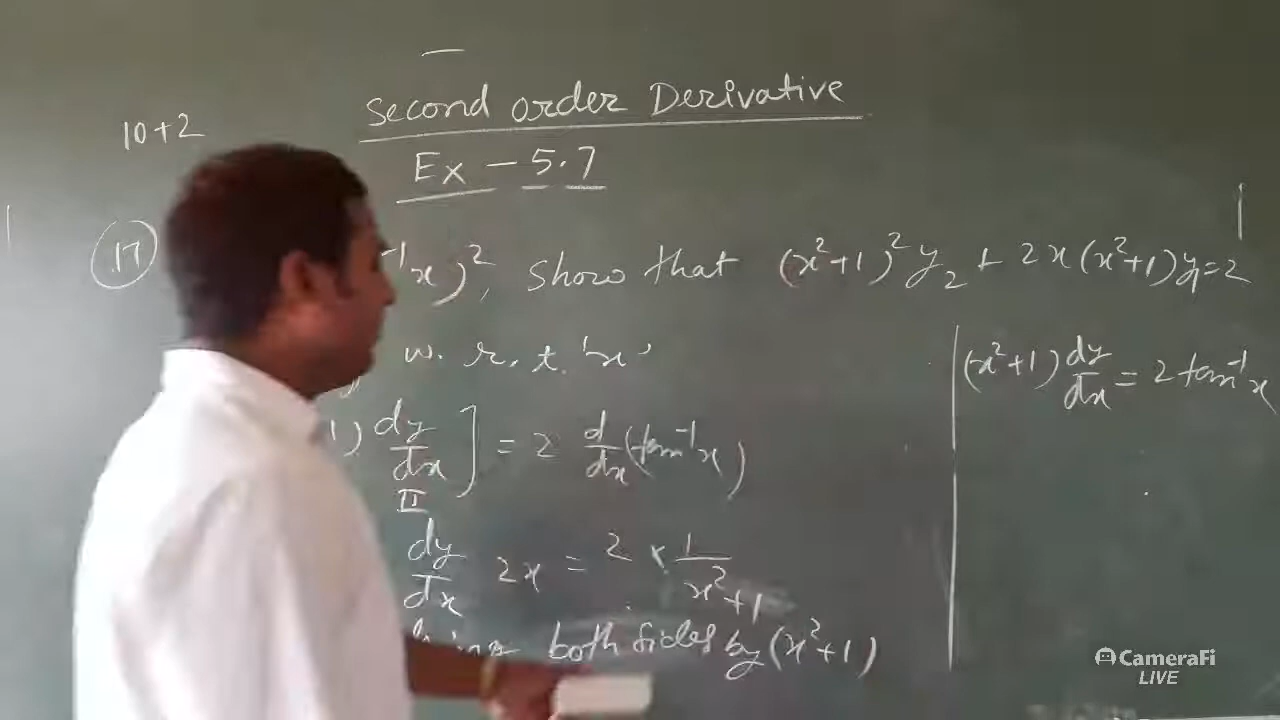 Second order Derivative
10+2
Ex - 5.7
17 ⁻¹x)², Show that (x²+1)² y₂ + 2x(x²+1)y₁=2
w. r. t. 'x'
1) dy/dx] = 2 d/dx (tan⁻¹x)
II
dy/dx 2x = 2 × 1/x²+1
both sides by (x²+1)
(x²+1) dy/dx = 2 tan⁻¹x
CameraFi
LIVE